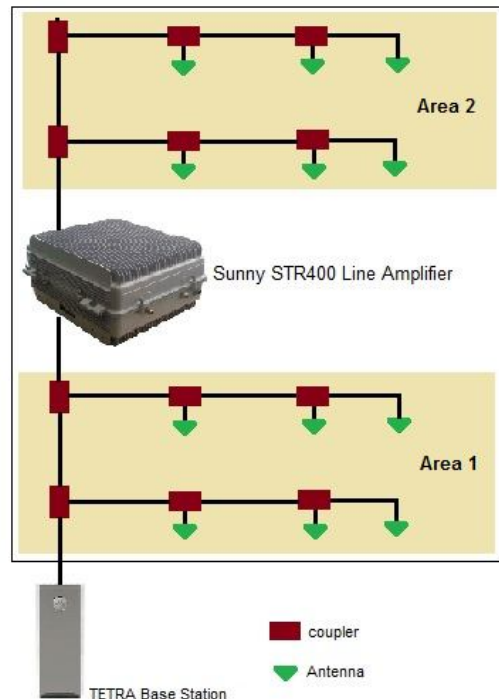 Area 2
Sunny STR400 Line Amplifier
Area 1
coupler
Antenna
TETRA Base Station